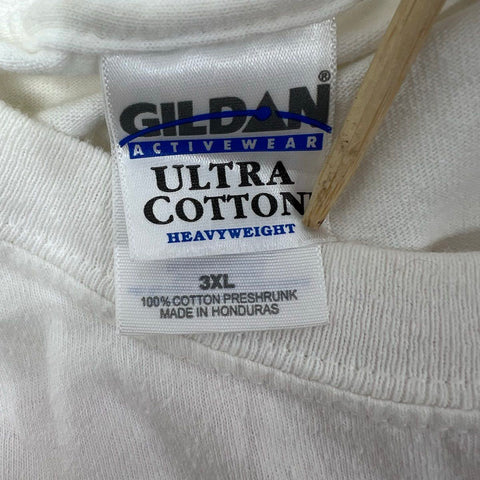 GILDAN®
ACTIVEWEAR
ULTRA
COTTON
HEAVYWEIGHT
3XL
100% COTTON PRESHRUNK
MADE IN HONDURAS